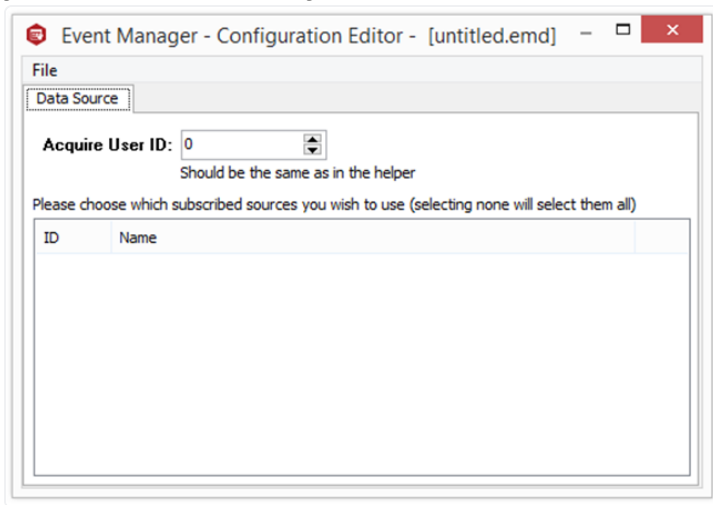 Event Manager - Configuration Editor - [untitled.emd]
File
Data Source
Acquire User ID: 0
Should be the same as in the helper
Please choose which subscribed sources you wish to use (selecting none will select them all)
ID Name